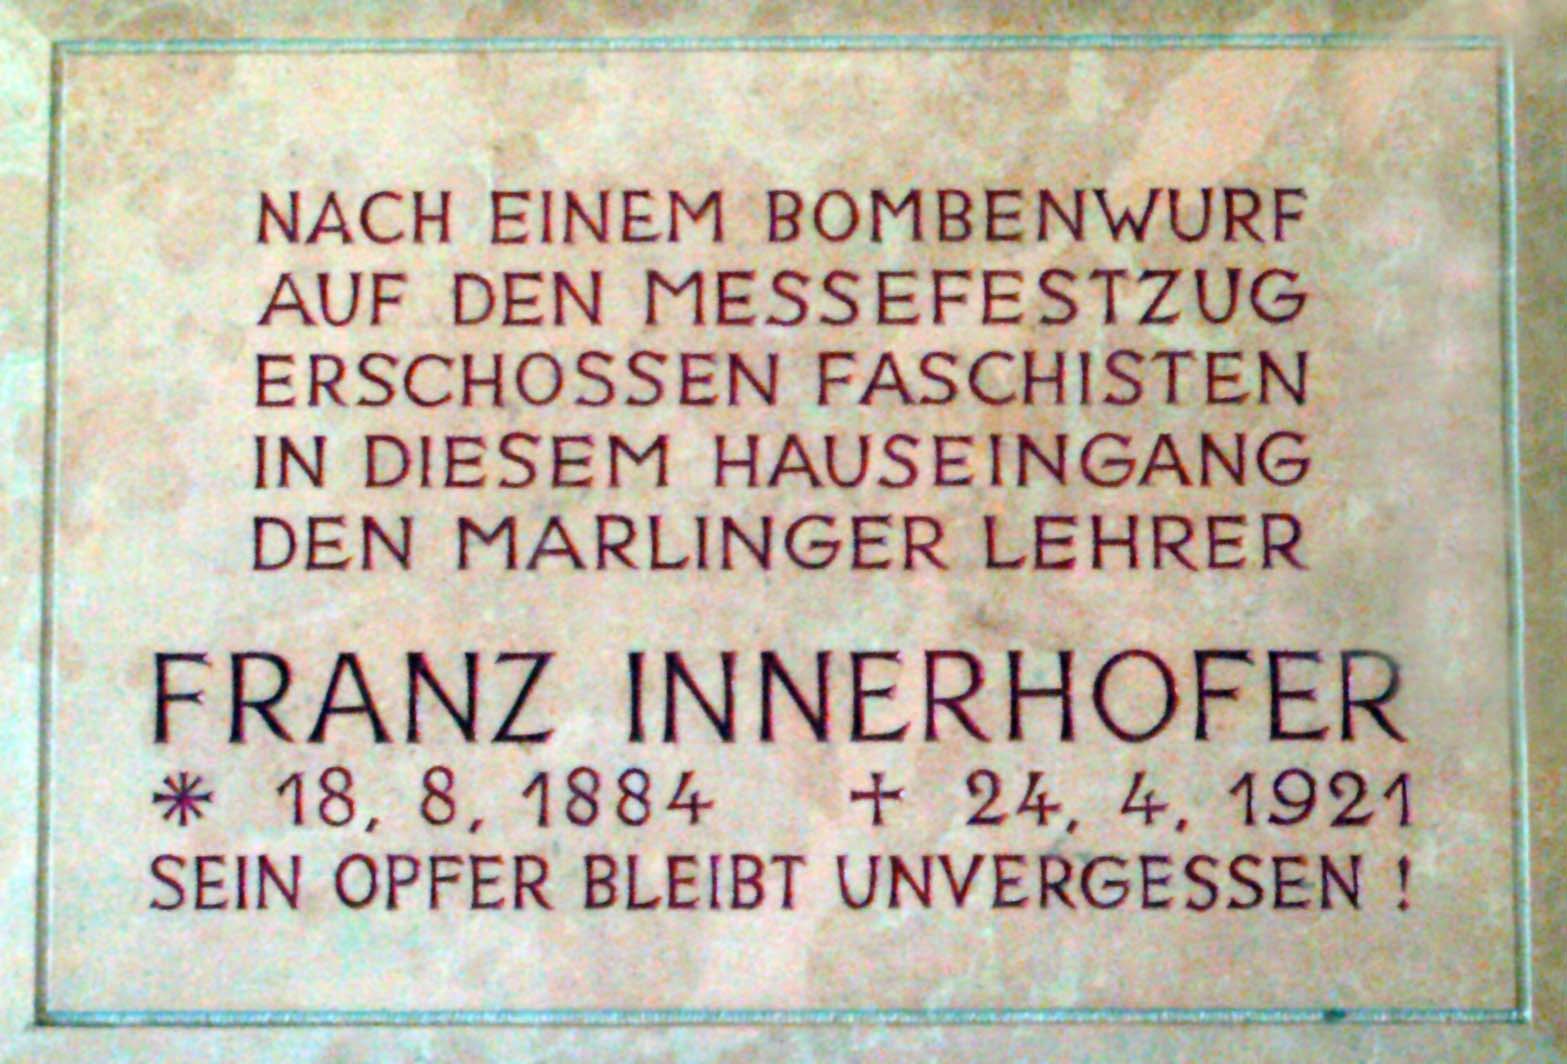 NACH EINEM BOMBENWURF
AUF DEN MESSEFESTZUG
ERSCHOSSEN FASCHISTEN
IN DIESEM HAUSEINGANG
DEN MARLINGER LEHRER
FRANZ INNERHOFER
* 18, 8, 1884 + 24, 4, 1921
SEIN OPFER BLEIBT UNVERGESSEN !